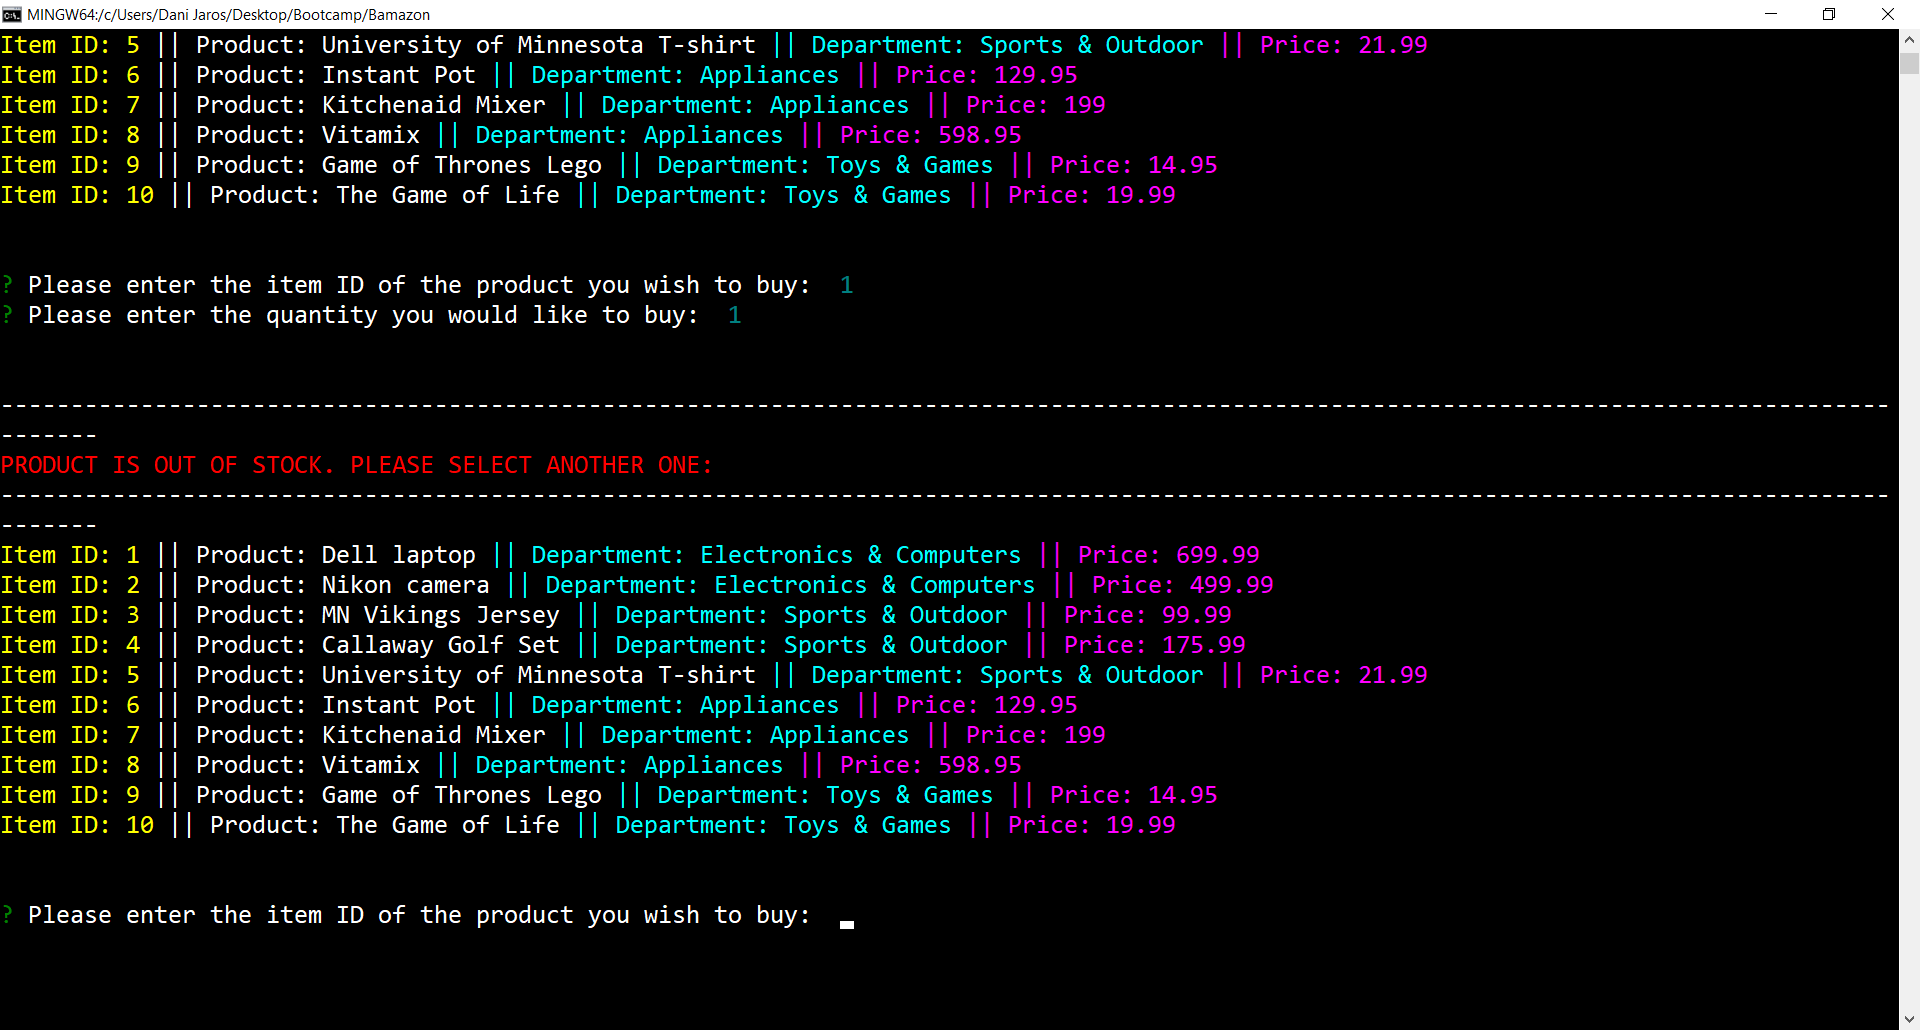 MINGW64:/c/Users/Dani Jaros/Desktop/Bootcamp/Bamazon
Item ID: 5 || Product: University of Minnesota T-shirt || Department: Sports & Outdoor || Price: 21.99
Item ID: 6 || Product: Instant Pot || Department: Appliances || Price: 129.95
Item ID: 7 || Product: Kitchenaid Mixer || Department: Appliances || Price: 199
Item ID: 8 || Product: Vitamix || Department: Appliances || Price: 598.95
Item ID: 9 || Product: Game of Thrones Lego || Department: Toys & Games || Price: 14.95
Item ID: 10 || Product: The Game of Life || Department: Toys & Games || Price: 19.99
? Please enter the item ID of the product you wish to buy:  1
? Please enter the quantity you would like to buy:  1
---------------------------------------------------------------------------------------------------------------------------------------
-------
PRODUCT IS OUT OF STOCK. PLEASE SELECT ANOTHER ONE:
---------------------------------------------------------------------------------------------------------------------------------------
-------
Item ID: 1 || Product: Dell laptop || Department: Electronics & Computers || Price: 699.99
Item ID: 2 || Product: Nikon camera || Department: Electronics & Computers || Price: 499.99
Item ID: 3 || Product: MN Vikings Jersey || Department: Sports & Outdoor || Price: 99.99
Item ID: 4 || Product: Callaway Golf Set || Department: Sports & Outdoor || Price: 175.99
Item ID: 5 || Product: University of Minnesota T-shirt || Department: Sports & Outdoor || Price: 21.99
Item ID: 6 || Product: Instant Pot || Department: Appliances || Price: 129.95
Item ID: 7 || Product: Kitchenaid Mixer || Department: Appliances || Price: 199
Item ID: 8 || Product: Vitamix || Department: Appliances || Price: 598.95
Item ID: 9 || Product: Game of Thrones Lego || Department: Toys & Games || Price: 14.95
Item ID: 10 || Product: The Game of Life || Department: Toys & Games || Price: 19.99
? Please enter the item ID of the product you wish to buy: